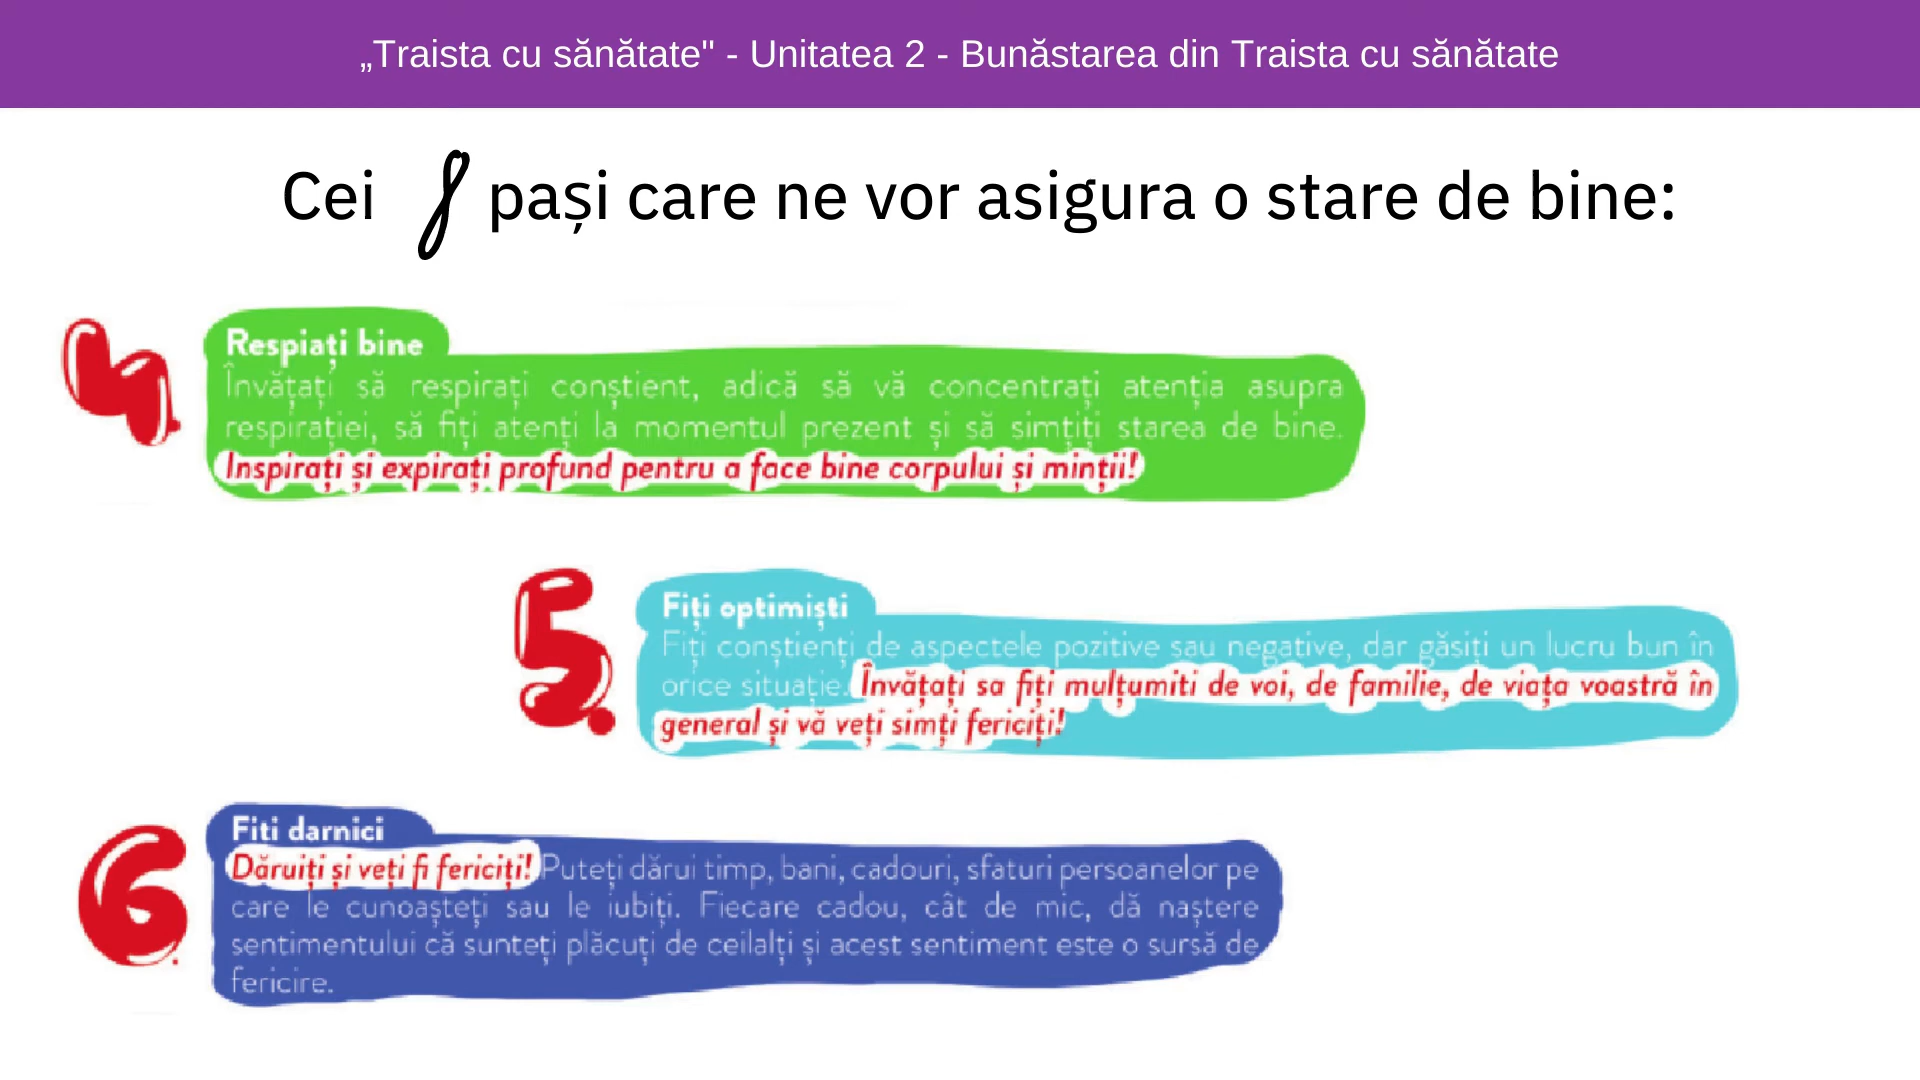 „Traista cu sănătate" - Unitatea 2 - Bunăstarea din Traista cu sănătate
Cei 8 pași care ne vor asigura o stare de bine:
4.
Respiați bine
Învățați să respirați conștient, adică să vă concentrați atenția asupra
respirației, să fiți atenți la momentul prezent și să simțiți starea de bine.
Inspirați și expirați profund pentru a face bine corpului și minții!
5.
Fiți optimiști
Fiți conștienți de aspectele pozitive sau negative, dar găsiți un lucru bun în
orice situație. Învățați sa fiți mulțumiti de voi, de familie, de viața voastră în
general și vă veți simți fericiți!
6.
Fiti darnici
Dăruiți și veți fi fericiți! Puteți dărui timp, bani, cadouri, sfaturi persoanelor pe
care le cunoașteți sau le iubiți. Fiecare cadou, cât de mic, dă naștere
sentimentului că sunteți plăcuți de ceilalți și acest sentiment este o sursă de
fericire.